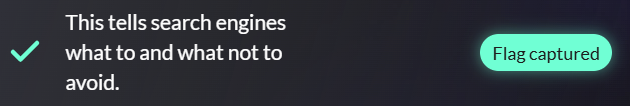 This tells search engines
what to and what not to
avoid.
Flag captured